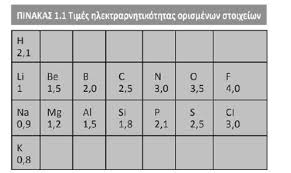 ΠΙΝΑΚΑΣ 1.1 Τιμές ηλεκτραρνητικότητας ορισμένων στοιχείων
H
2,1
Li Be B C N O F
1 1,5 2,0 2,5 3,0 3,5 4,0
Na Mg Al Si P S Cl
0,9 1,2 1,5 1,8 2,1 2,5 3,0
K
0,8